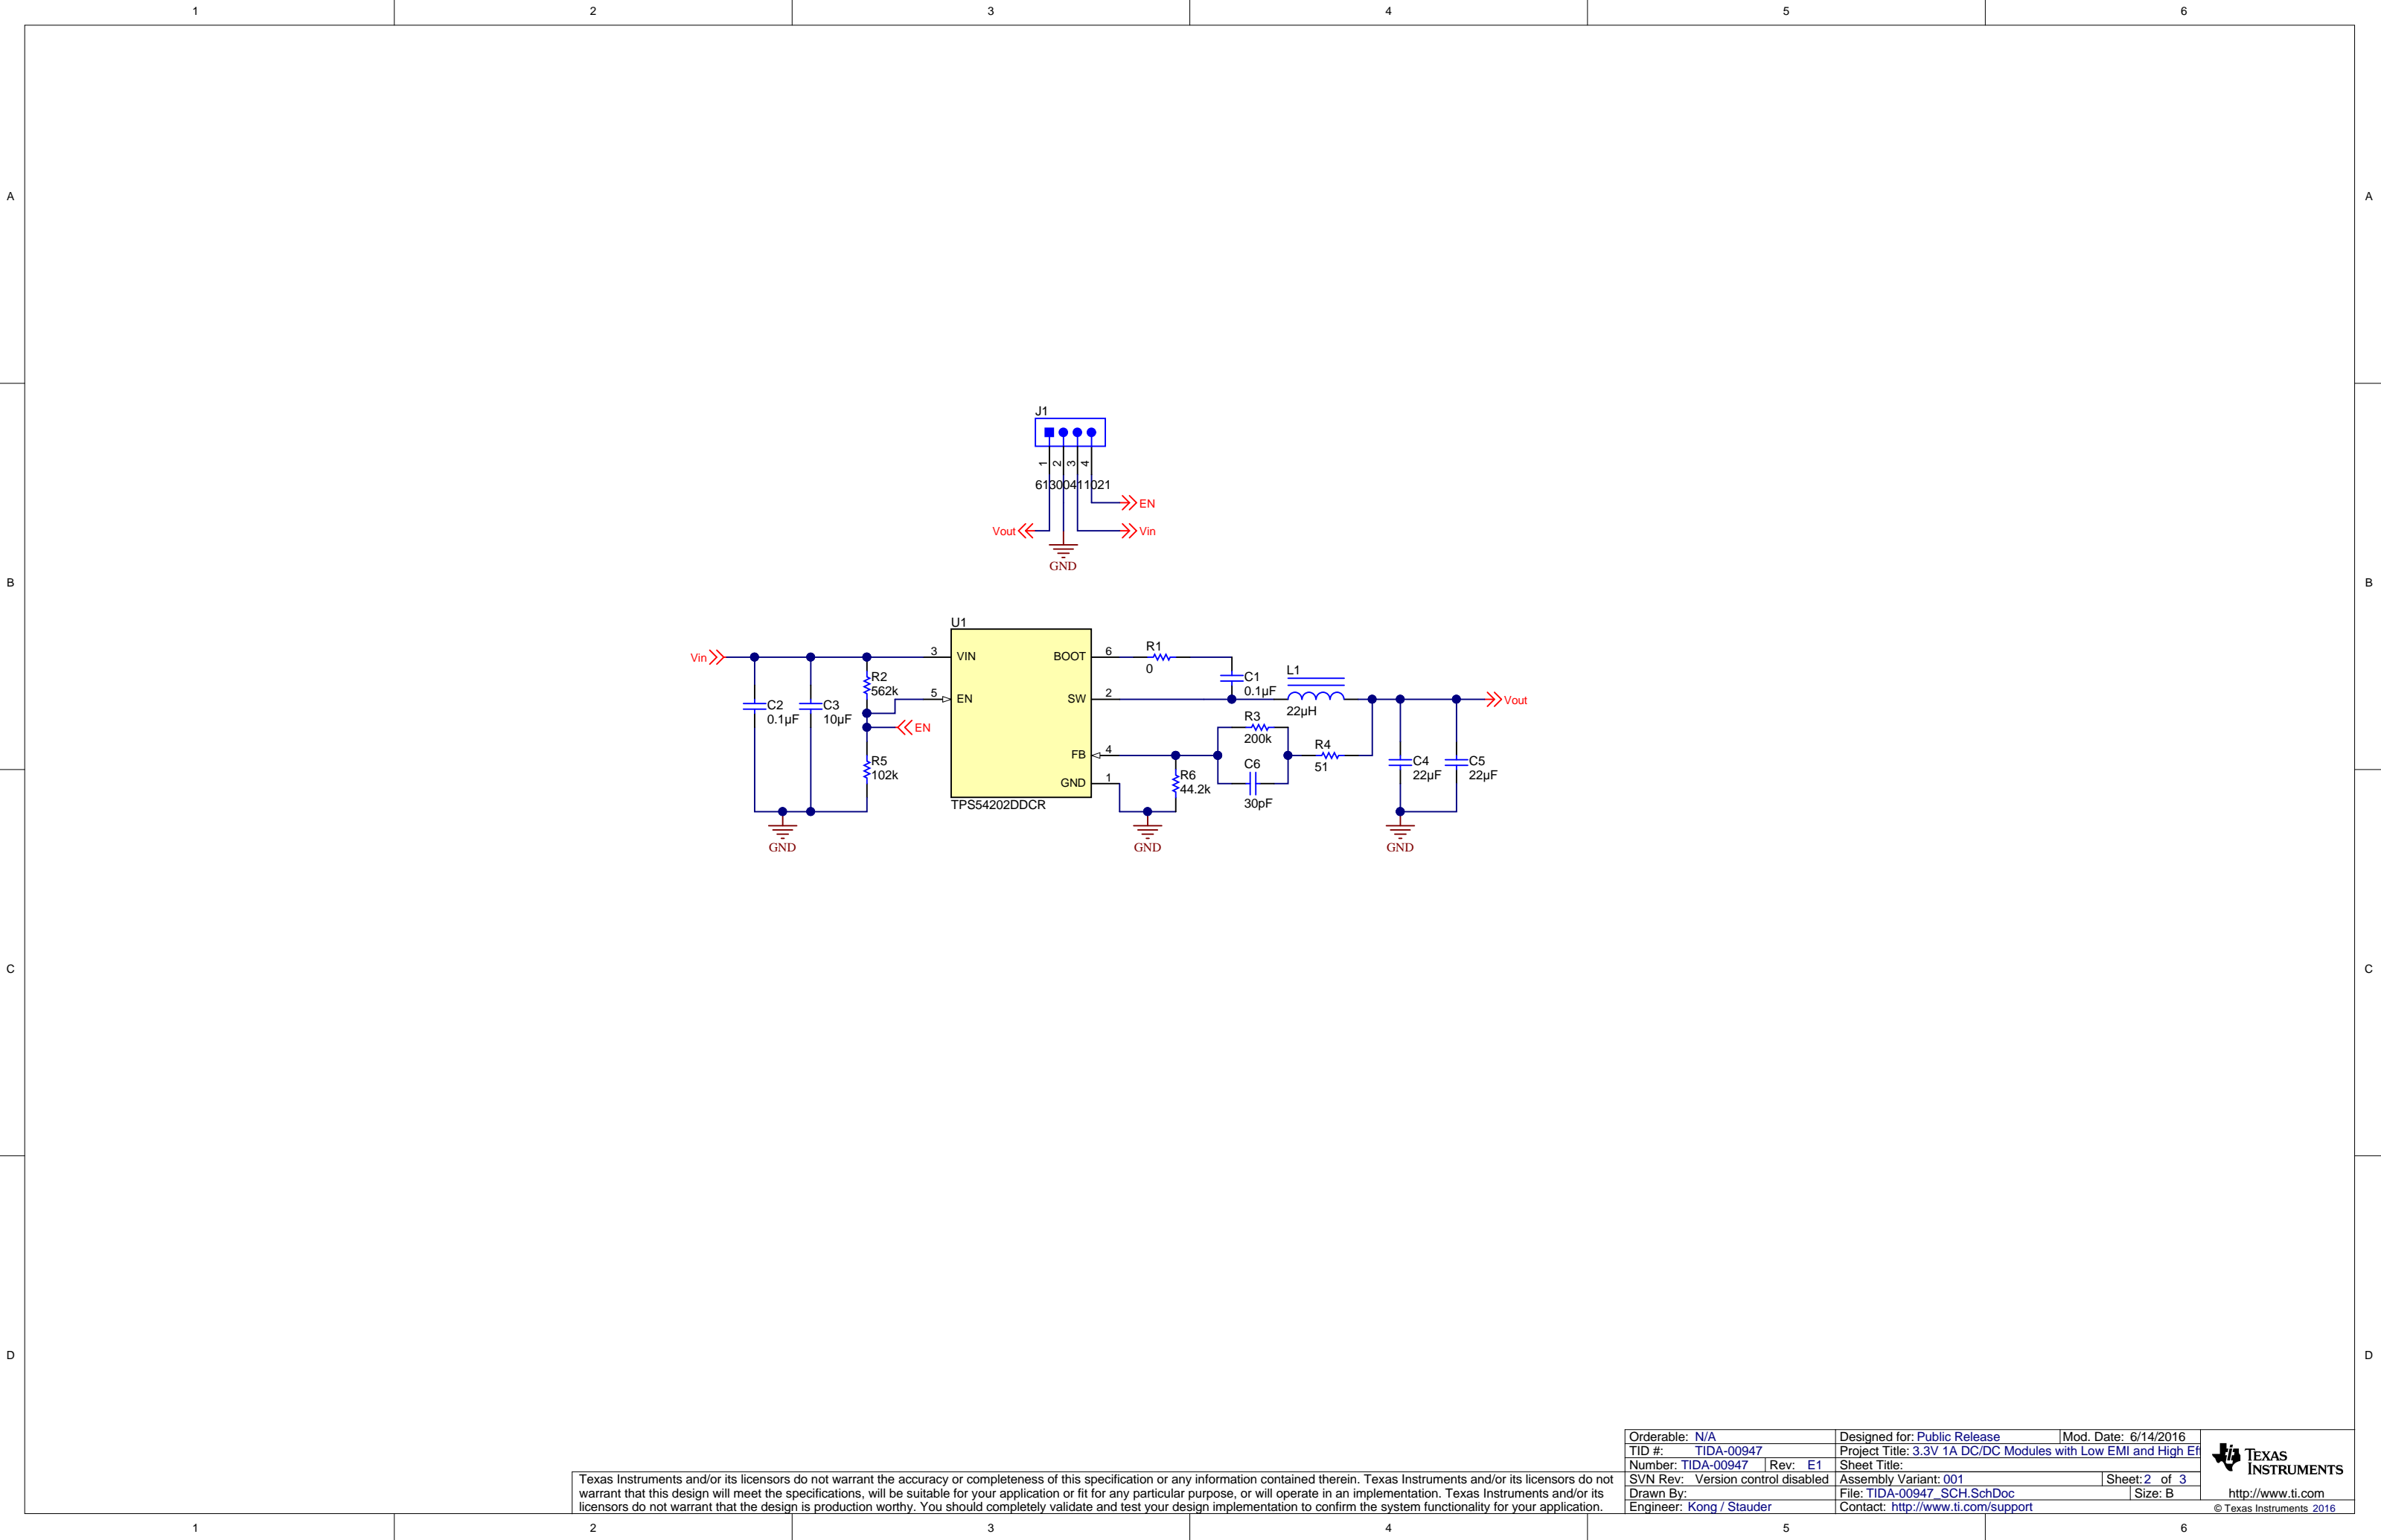 1 2 3 4 5 6
A A
J1
1 2 3 4
61300411021
EN
Vout Vin
GND
B B
U1
Vin 3 VIN BOOT 6 R1
0
R2
562k
C1
0.1µF
L1
5 EN SW 2 Vout
C2
0.1µF
C3
10µF
22µH
EN
R3
200k
R4
51
FB 4
R5
102k
C6
30pF
C4
22µF
C5
22µF
R6
44.2k
GND 1
TPS54202DDCR
GND GND GND
C C
D D
Orderable: N/A Designed for: Public Release Mod. Date: 6/14/2016
TID #: TIDA-00947 Project Title: 3.3V 1A DC/DC Modules with Low EMI and High Ef
Number: TIDA-00947 Rev: E1 Sheet Title:
SVN Rev: Version control disabled Assembly Variant: 001 Sheet: 2 of 3
Drawn By: File: TIDA-00947_SCH.SchDoc Size: B
Engineer: Kong / Stauder Contact: http://www.ti.com/support
TEXAS
INSTRUMENTS
http://www.ti.com
© Texas Instruments 2016
Texas Instruments and/or its licensors do not warrant the accuracy or completeness of this specification or any information contained therein. Texas Instruments and/or its licensors do not
warrant that this design will meet the specifications, will be suitable for your application or fit for any particular purpose, or will operate in an implementation. Texas Instruments and/or its
licensors do not warrant that the design is production worthy. You should completely validate and test your design implementation to confirm the system functionality for your application.
1 2 3 4 5 6